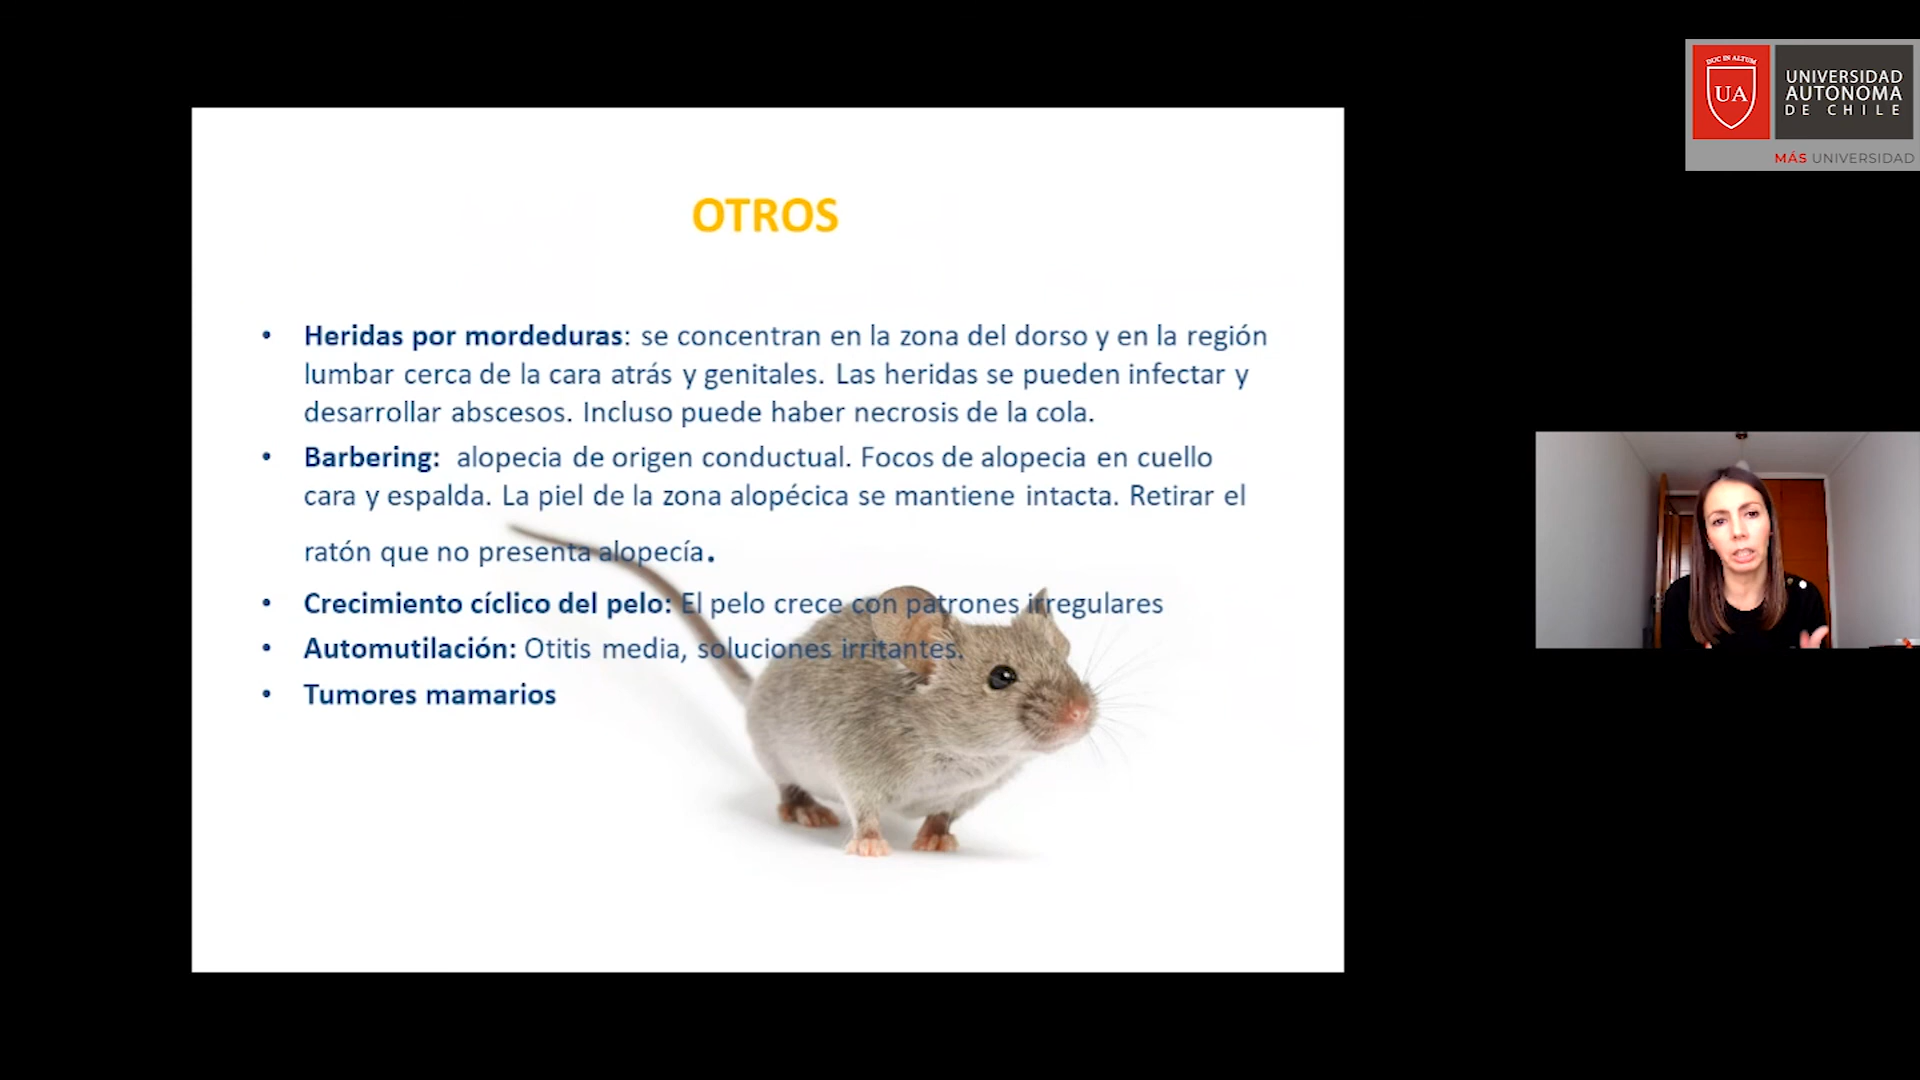 OTROS
• Heridas por mordeduras: se concentran en la zona del dorso y en la región
lumbar cerca de la cara atrás y genitales. Las heridas se pueden infectar y
desarrollar abscesos. Incluso puede haber necrosis de la cola.
• Barbering: alopecia de origen conductual. Focos de alopecia en cuello
cara y espalda. La piel de la zona alopécica se mantiene intacta. Retirar el
ratón que no presenta alopecía.
• Crecimiento cíclico del pelo: El pelo crece con patrones irregulares
• Automutilación: Otitis media, soluciones irritantes.
• Tumores mamarios
DUC IN ALTUM
UA
UNIVERSIDAD
AUTONOMA
DE CHILE
MÁS UNIVERSIDAD